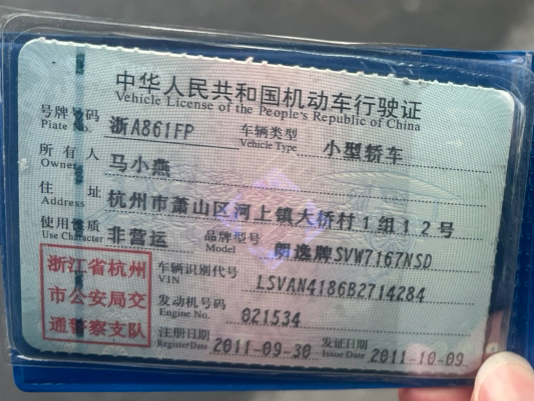 中华人民共和国机动车行驶证
Vehicle License of the People's Republic of China
号牌号码 浙A861FP 车辆类型 小型轿车
Plate No. Vehicle Type
所有人 马小燕
Owner
住址 杭州市萧山区河上镇大桥村1组12号
Address
使用性质 非营运 品牌型号 朗逸牌SVW7167NSD
Use Character Model
浙江省杭州
市公安局交
通警察支队
车辆识别代号 LSVAN4186B2714284
VIN
发动机号码 021534
Engine No.
注册日期 2011-09-30 发证日期 2011-10-09
Register Date Issue Date